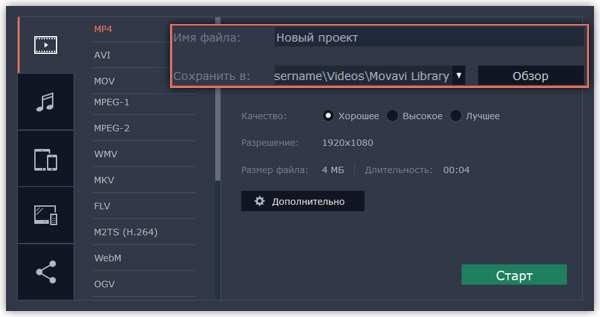 MP4
AVI
MOV
MPEG-1
MPEG-2
WMV
MKV
FLV
M2TS (H.264)
WebM
OGV
Имя файла: Новый проект
Сохранить в: sername\Videos\Movavi Library Обзор
Качество: Хорошее Высокое Лучшее
Разрешение: 1920x1080
Размер файла: 4 МБ Длительность: 00:04
Дополнительно
Старт